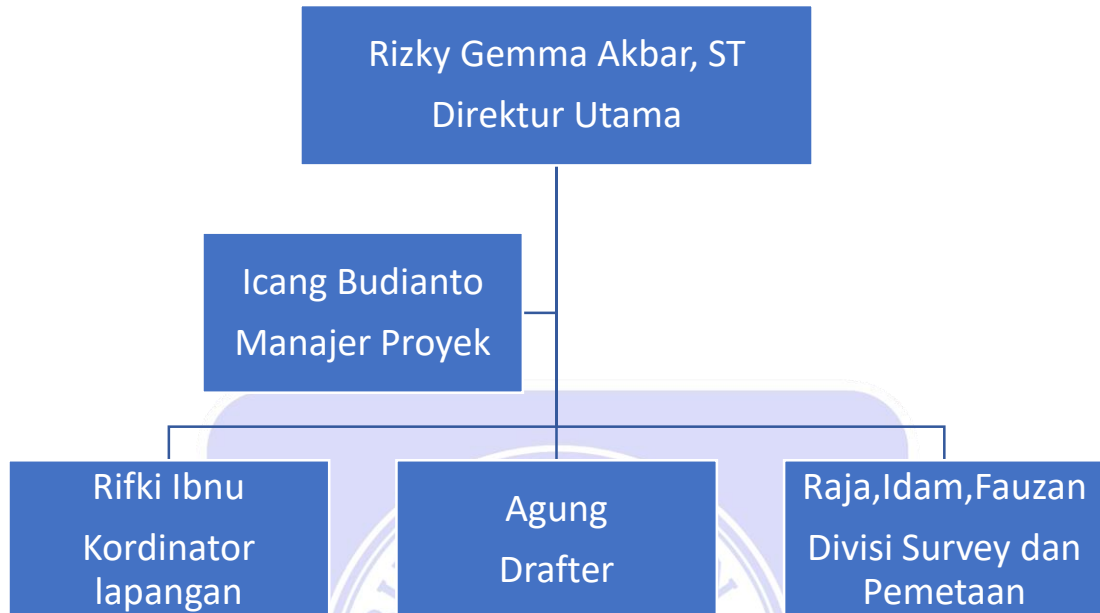 Rizky Gemma Akbar, ST
Direktur Utama
Icang Budianto
Manajer Proyek
Rifki Ibnu
Kordinator
lapangan
Agung
Drafter
Raja,Idam,Fauzan
Divisi Survey dan
Pemetaan